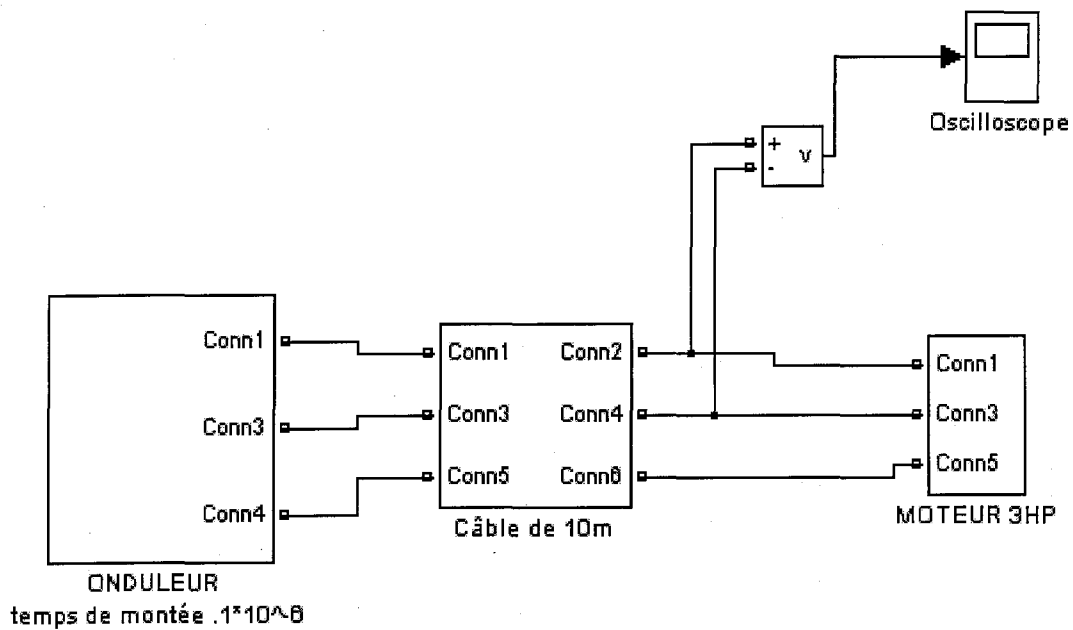 Oscilloscope
+
-
v
Conn1
Conn3
Conn4
Conn1
Conn2
Conn3
Conn4
Conn5
Conn6
Conn1
Conn3
Conn5
Câble de 10m
MOTEUR 3HP
ONDULEUR
temps de montée .1*10^-6